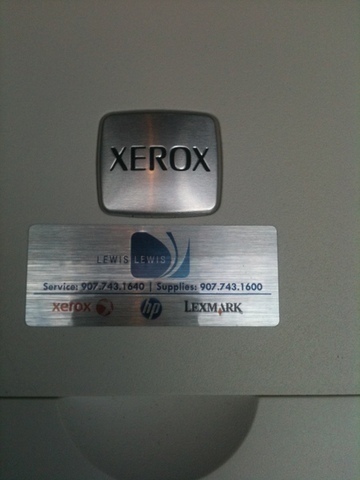 XEROX
LEWIS LEWIS
Service: 907.743.1640 | Supplies: 907.743.1600
xerox hp LEXMARK